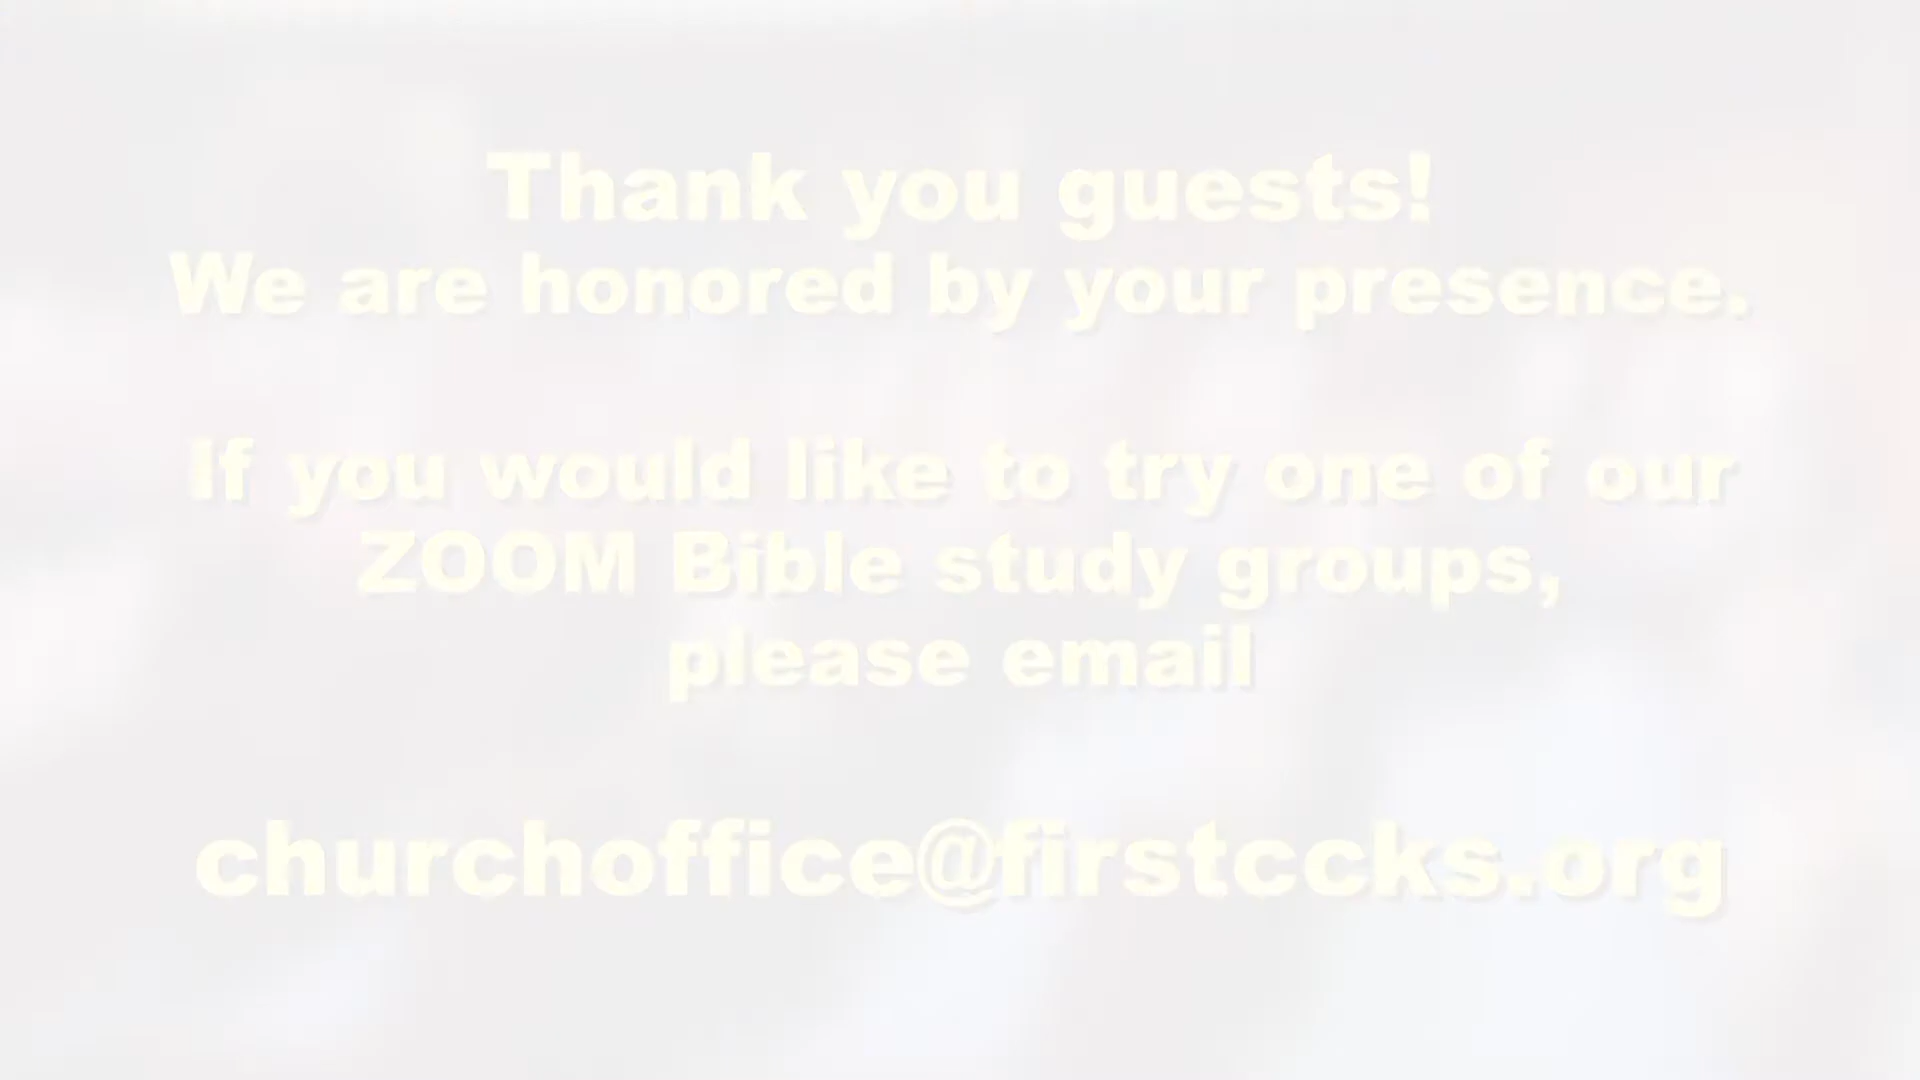 Thank you guests!
We are honored by your presence.
If you would like to try one of our
ZOOM Bible study groups,
please email
churchoffice@firstccks.org